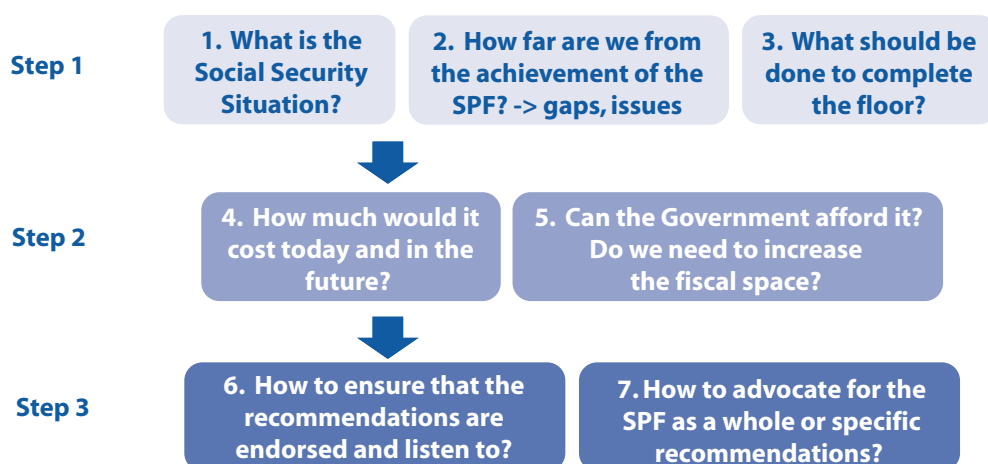 Step 1
1. What is the
Social Security
Situation?
2. How far are we from
the achievement of the
SPF? -> gaps, issues
3. What should be
done to complete
the floor?
Step 2
4. How much would it
cost today and in the
future?
5. Can the Government afford it?
Do we need to increase
the fiscal space?
Step 3
6. How to ensure that the
recommendations are
endorsed and listen to?
7. How to advocate for the
SPF as a whole or specific
recommendations?